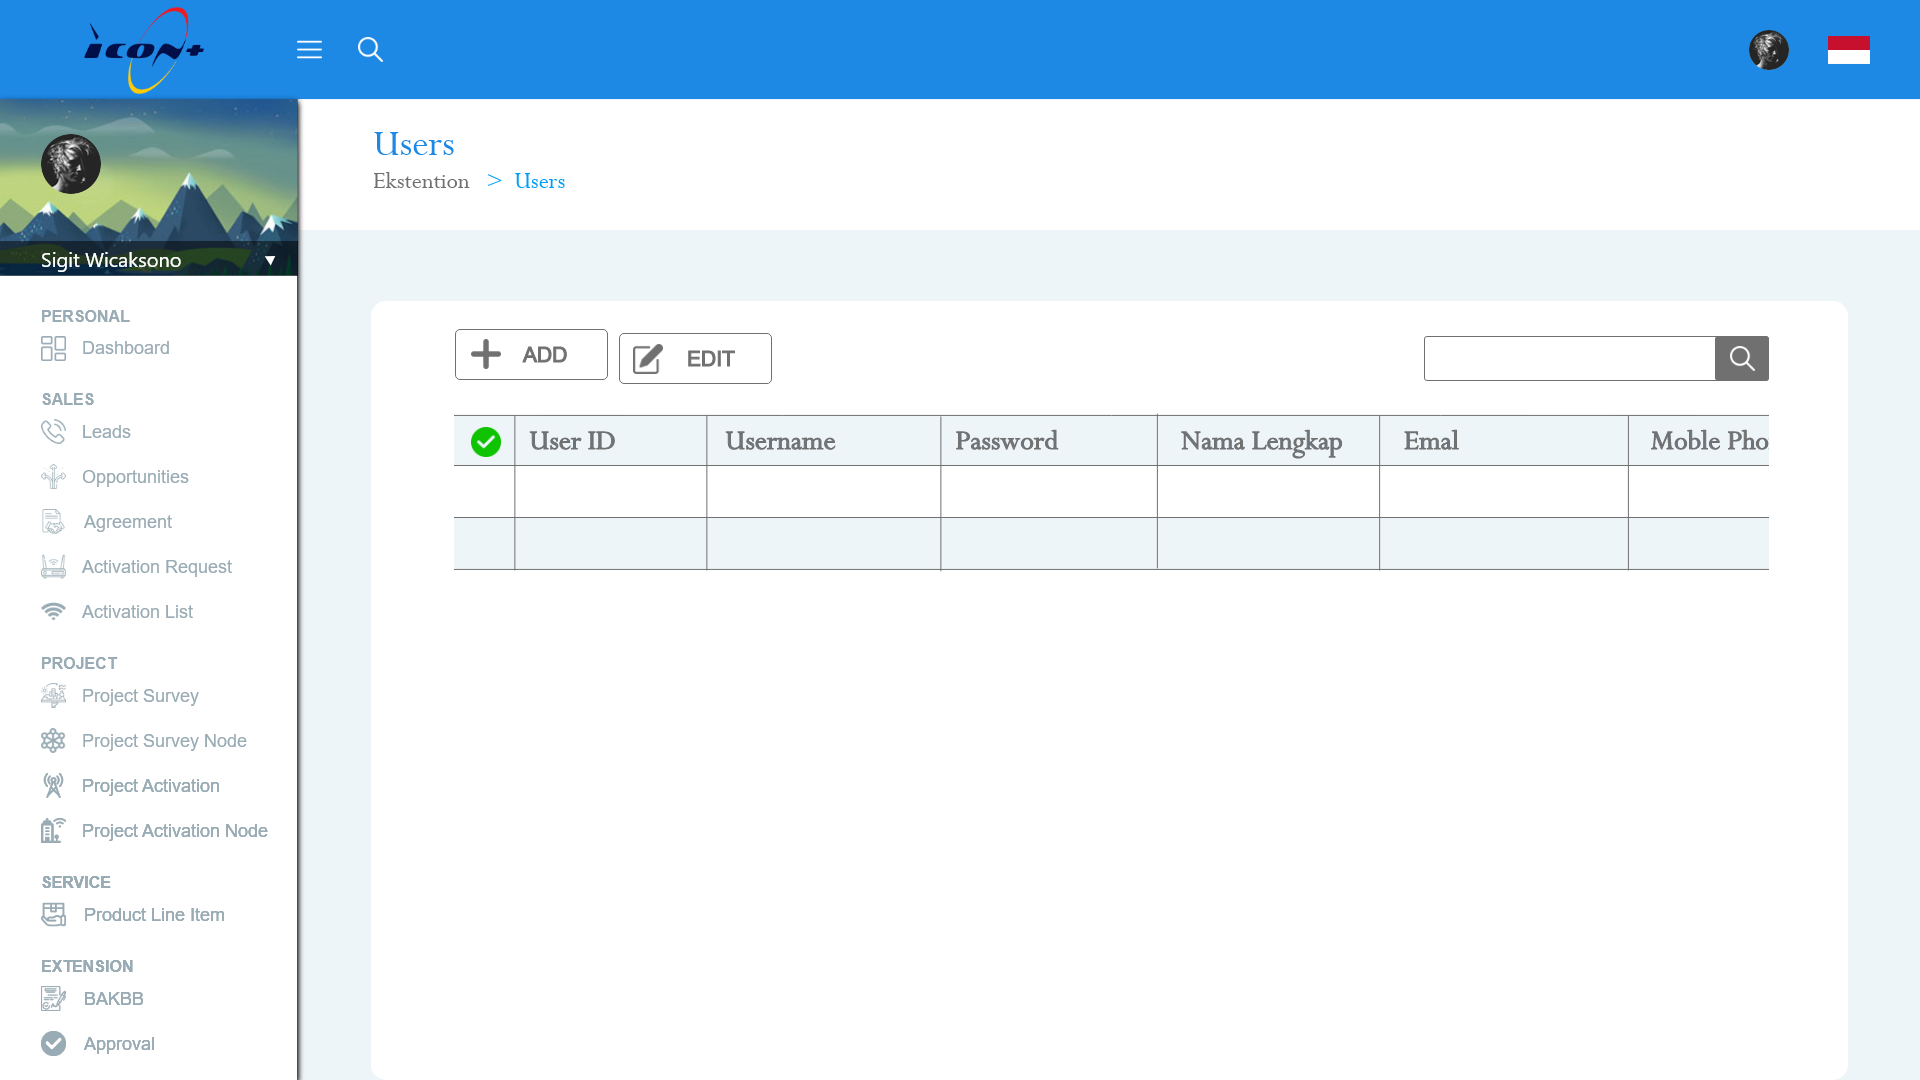 icon+
Users
Ekstention > Users
Sigit Wicaksono ▼
PERSONAL
Dashboard
SALES
Leads
Opportunities
Agreement
Activation Request
Activation List
PROJECT
Project Survey
Project Survey Node
Project Activation
Project Activation Node
SERVICE
Product Line Item
EXTENSION
BAKBB
Approval
ADD
EDIT
User ID
Username
Password
Nama Lengkap
Emal
Moble Pho